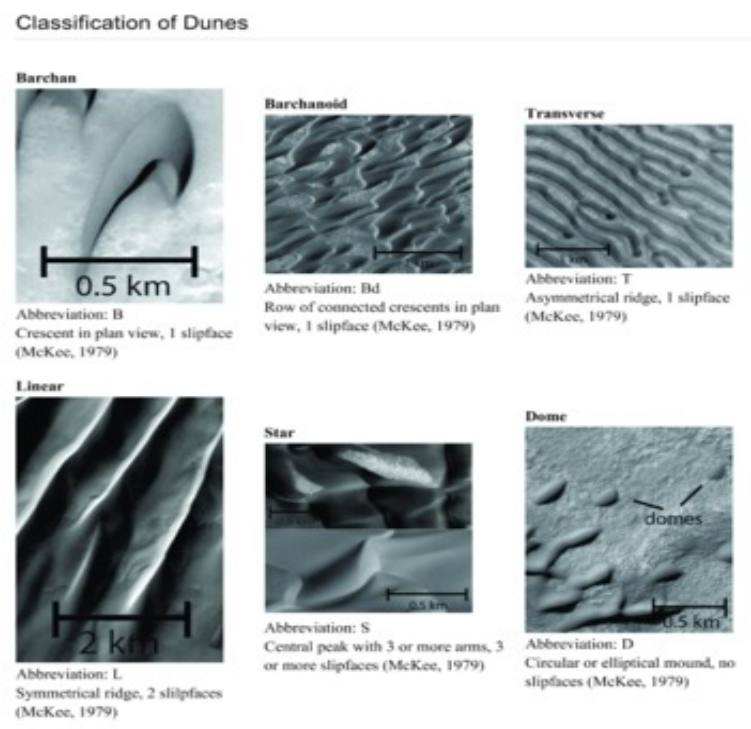 Classification of Dunes
Barchan
0.5 km
Abbreviation: B
Crescent in plan view, 1 slipface
(McKee, 1979)
Barchanoid
Abbreviation: Bd
Row of connected crescents in plan
view, 1 slipface (McKee, 1979)
Transverse
km
Abbreviation: T
Asymmetrical ridge, 1 slipface
(McKee, 1979)
Linear
2 km
Abbreviation: L
Symmetrical ridge, 2 slilpfaces
(McKee, 1979)
Star
0.5 km
Abbreviation: S
Central peak with 3 or more arms, 3
or more slipfaces (McKee, 1979)
Dome
domes
0.5 km
Abbreviation: D
Circular or elliptical mound, no
slipfaces (McKee, 1979)